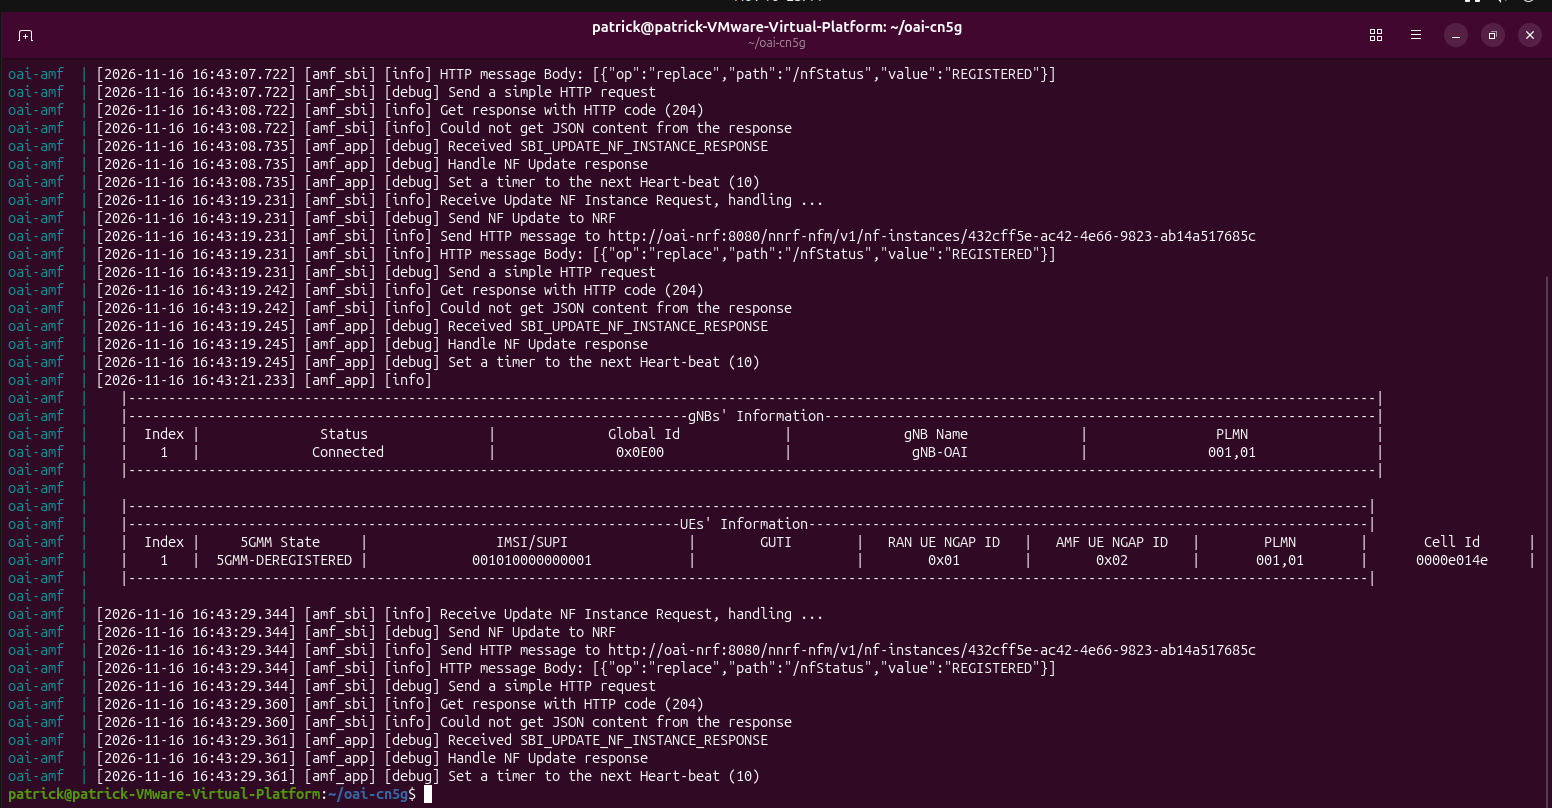 patrick@patrick-VMware-Virtual-Platform: ~/oai-cn5g
~/oai-cn5g
oai-amf | [2026-11-16 16:43:07.722] [amf_sbi] [info] HTTP message Body: [{"op":"replace","path":"/nfStatus","value":"REGISTERED"}]
oai-amf | [2026-11-16 16:43:07.722] [amf_sbi] [debug] Send a simple HTTP request
oai-amf | [2026-11-16 16:43:08.722] [amf_sbi] [info] Get response with HTTP code (204)
oai-amf | [2026-11-16 16:43:08.722] [amf_sbi] [info] Could not get JSON content from the response
oai-amf | [2026-11-16 16:43:08.735] [amf_app] [debug] Received SBI_UPDATE_NF_INSTANCE_RESPONSE
oai-amf | [2026-11-16 16:43:08.735] [amf_app] [debug] Handle NF Update response
oai-amf | [2026-11-16 16:43:08.735] [amf_app] [debug] Set a timer to the next Heart-beat (10)
oai-amf | [2026-11-16 16:43:19.231] [amf_sbi] [info] Receive Update NF Instance Request, handling ...
oai-amf | [2026-11-16 16:43:19.231] [amf_sbi] [debug] Send NF Update to NRF
oai-amf | [2026-11-16 16:43:19.231] [amf_sbi] [info] Send HTTP message to http://oai-nrf:8080/nnrf-nfm/v1/nf-instances/432cff5e-ac42-4e66-9823-ab14a517685c
oai-amf | [2026-11-16 16:43:19.231] [amf_sbi] [info] HTTP message Body: [{"op":"replace","path":"/nfStatus","value":"REGISTERED"}]
oai-amf | [2026-11-16 16:43:19.231] [amf_sbi] [debug] Send a simple HTTP request
oai-amf | [2026-11-16 16:43:19.242] [amf_sbi] [info] Get response with HTTP code (204)
oai-amf | [2026-11-16 16:43:19.242] [amf_sbi] [info] Could not get JSON content from the response
oai-amf | [2026-11-16 16:43:19.245] [amf_app] [debug] Received SBI_UPDATE_NF_INSTANCE_RESPONSE
oai-amf | [2026-11-16 16:43:19.245] [amf_app] [debug] Handle NF Update response
oai-amf | [2026-11-16 16:43:19.245] [amf_app] [debug] Set a timer to the next Heart-beat (10)
oai-amf | [2026-11-16 16:43:21.233] [amf_app] [info]
oai-amf | |-----------------------------------------------------------------------------------------------|
oai-amf | |------------------------------gNBs' Information------------------------------|
oai-amf | | Index | Status | Global Id | gNB Name | PLMN |
oai-amf | | 1 | Connected | 0x0E00 | gNB-OAI | 001,01 |
oai-amf | |-----------------------------------------------------------------------------------------------|
oai-amf |
oai-amf | |-----------------------------------------------------------------------------------------------|
oai-amf | |------------------------------UEs' Information------------------------------|
oai-amf | | Index | 5GMM State | IMSI/SUPI | GUTI | RAN UE NGAP ID | AMF UE NGAP ID | PLMN | Cell Id |
oai-amf | | 1 | 5GMM-DEREGISTERED | 001010000000001 | | 0x01 | 0x02 | 001,01 | 0000e014e |
oai-amf | |-----------------------------------------------------------------------------------------------|
oai-amf |
oai-amf | [2026-11-16 16:43:29.344] [amf_sbi] [info] Receive Update NF Instance Request, handling ...
oai-amf | [2026-11-16 16:43:29.344] [amf_sbi] [debug] Send NF Update to NRF
oai-amf | [2026-11-16 16:43:29.344] [amf_sbi] [info] Send HTTP message to http://oai-nrf:8080/nnrf-nfm/v1/nf-instances/432cff5e-ac42-4e66-9823-ab14a517685c
oai-amf | [2026-11-16 16:43:29.344] [amf_sbi] [info] HTTP message Body: [{"op":"replace","path":"/nfStatus","value":"REGISTERED"}]
oai-amf | [2026-11-16 16:43:29.344] [amf_sbi] [debug] Send a simple HTTP request
oai-amf | [2026-11-16 16:43:29.360] [amf_sbi] [info] Get response with HTTP code (204)
oai-amf | [2026-11-16 16:43:29.360] [amf_sbi] [info] Could not get JSON content from the response
oai-amf | [2026-11-16 16:43:29.361] [amf_app] [debug] Received SBI_UPDATE_NF_INSTANCE_RESPONSE
oai-amf | [2026-11-16 16:43:29.361] [amf_app] [debug] Handle NF Update response
oai-amf | [2026-11-16 16:43:29.361] [amf_app] [debug] Set a timer to the next Heart-beat (10)
patrick@patrick-VMware-Virtual-Platform:~/oai-cn5g$